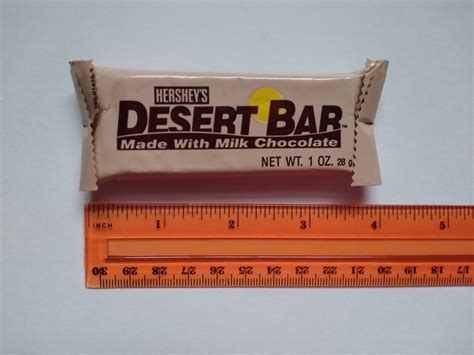 HERSHEY'S
DESERT BAR™
Made With Milk Chocolate
NET WT. 1 OZ. 28 g
INCH 1 2 3 4 5
30 29 28 27 26 25 24 23 22 21 20 19 18 17